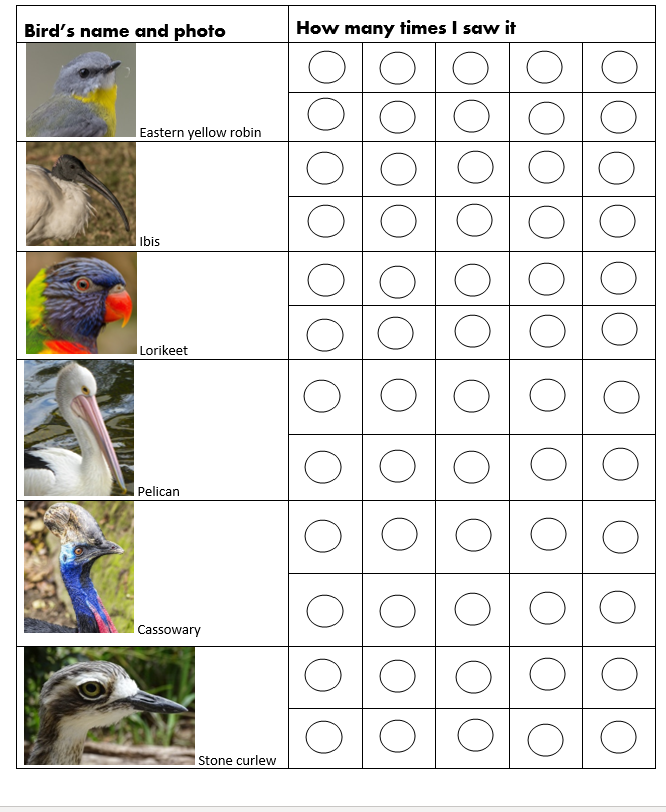 Bird's name and photo
How many times I saw it
Eastern yellow robin
Ibis
Lorikeet
Pelican
Cassowary
Stone curlew